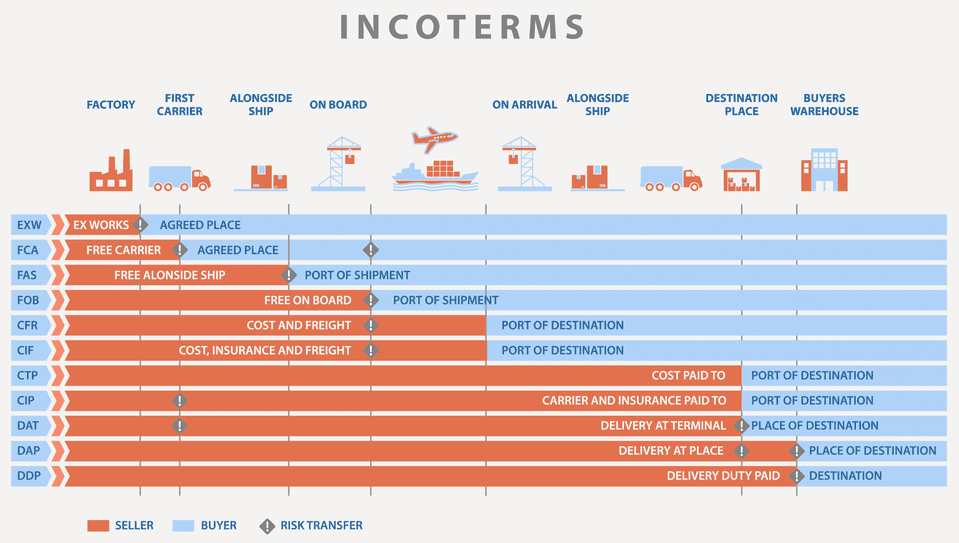 INCOTERMS
FACTORY
FIRST
CARRIER
ALONGSIDE
SHIP
ON BOARD
ON ARRIVAL
ALONGSIDE
SHIP
DESTINATION
PLACE
BUYERS
WAREHOUSE
EXW EX WORKS AGREED PLACE
FCA FREE CARRIER AGREED PLACE
FAS FREE ALONSIDE SHIP PORT OF SHIPMENT
FOB FREE ON BOARD PORT OF SHIPMENT
CFR COST AND FREIGHT PORT OF DESTINATION
CIF COST, INSURANCE AND FREIGHT PORT OF DESTINATION
CTP COST PAID TO PORT OF DESTINATION
CIP CARRIER AND INSURANCE PAID TO PORT OF DESTINATION
DAT DELIVERY AT TERMINAL PLACE OF DESTINATION
DAP DELIVERY AT PLACE PLACE OF DESTINATION
DDP DELIVERY DUTY PAID DESTINATION
SELLER BUYER RISK TRANSFER